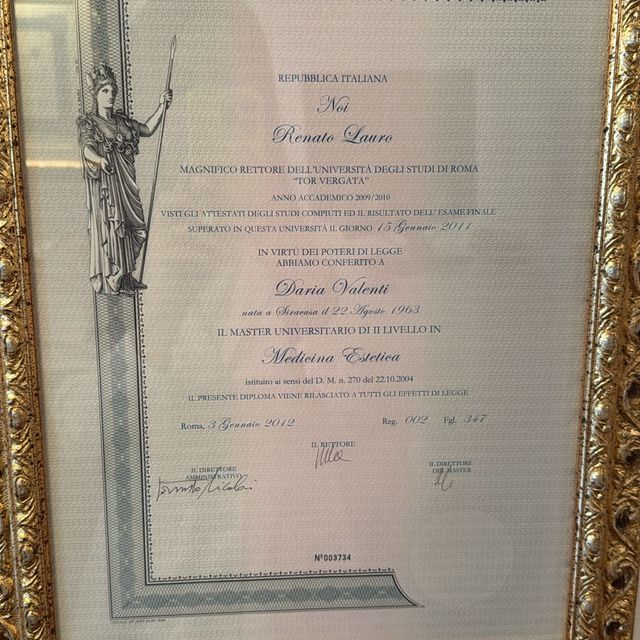 REPUBBLICA ITALIANA
Noi
Renato Lauro
MAGNIFICO RETTORE DELL'UNIVERSITÀ DEGLI STUDI DI ROMA
"TOR VERGATA"
ANNO ACCADEMICO 2009/2010
VISTI GLI ATTESTATI DEGLI STUDI COMPIUTI ED IL RISULTATO DELL' ESAME FINALE
SUPERATO IN QUESTA UNIVERSITÀ IL GIORNO 15 Gennaio 2011
IN VIRTÙ DEI POTERI DI LEGGE
ABBIAMO CONFERITO A
Daria Valenti
nata a Siracusa il 22 Agosto 1963
IL MASTER UNIVERSITARIO DI II LIVELLO IN
Medicina Estetica
istituito ai sensi del D. M. n. 270 del 22.10.2004
IL PRESENTE DIPLOMA VIENE RILASCIATO A TUTTI GLI EFFETTI DI LEGGE
Roma, 3 Gennaio 2012 Reg. 002 Fgl. 347
IL RETTORE
IL DIRETTORE
AMMINISTRATIVO
IL DIRETTORE
DEL MASTER
N°003734